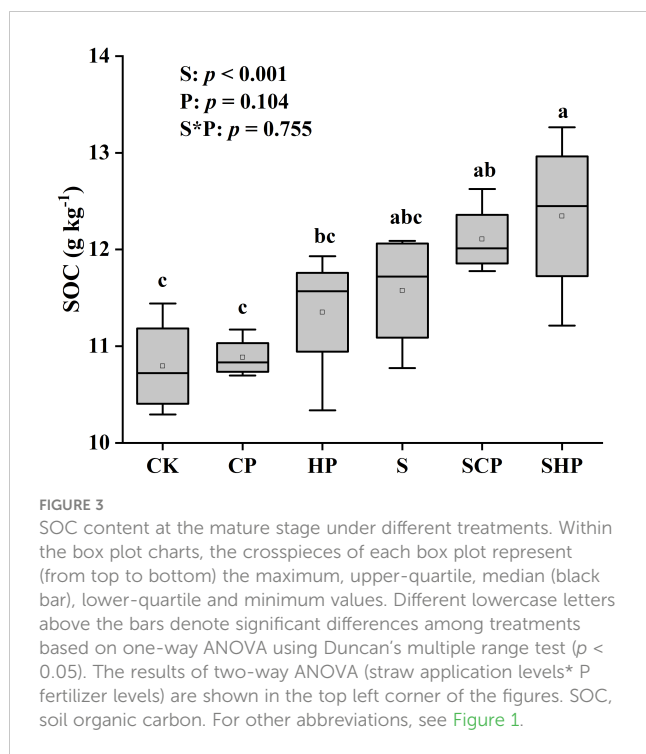 14
S: p < 0.001
P: p = 0.104
S*P: p = 0.755
13
12
11
10
SOC (g kg⁻¹)
c
c
bc
abc
ab
a
CK CP HP S SCP SHP
FIGURE 3
SOC content at the mature stage under different treatments. Within
the box plot charts, the crosspieces of each box plot represent
(from top to bottom) the maximum, upper-quartile, median (black
bar), lower-quartile and minimum values. Different lowercase letters
above the bars denote significant differences among treatments
based on one-way ANOVA using Duncan’s multiple range test (p <
0.05). The results of two-way ANOVA (straw application levels* P
fertilizer levels) are shown in the top left corner of the figures. SOC,
soil organic carbon. For other abbreviations, see Figure 1.